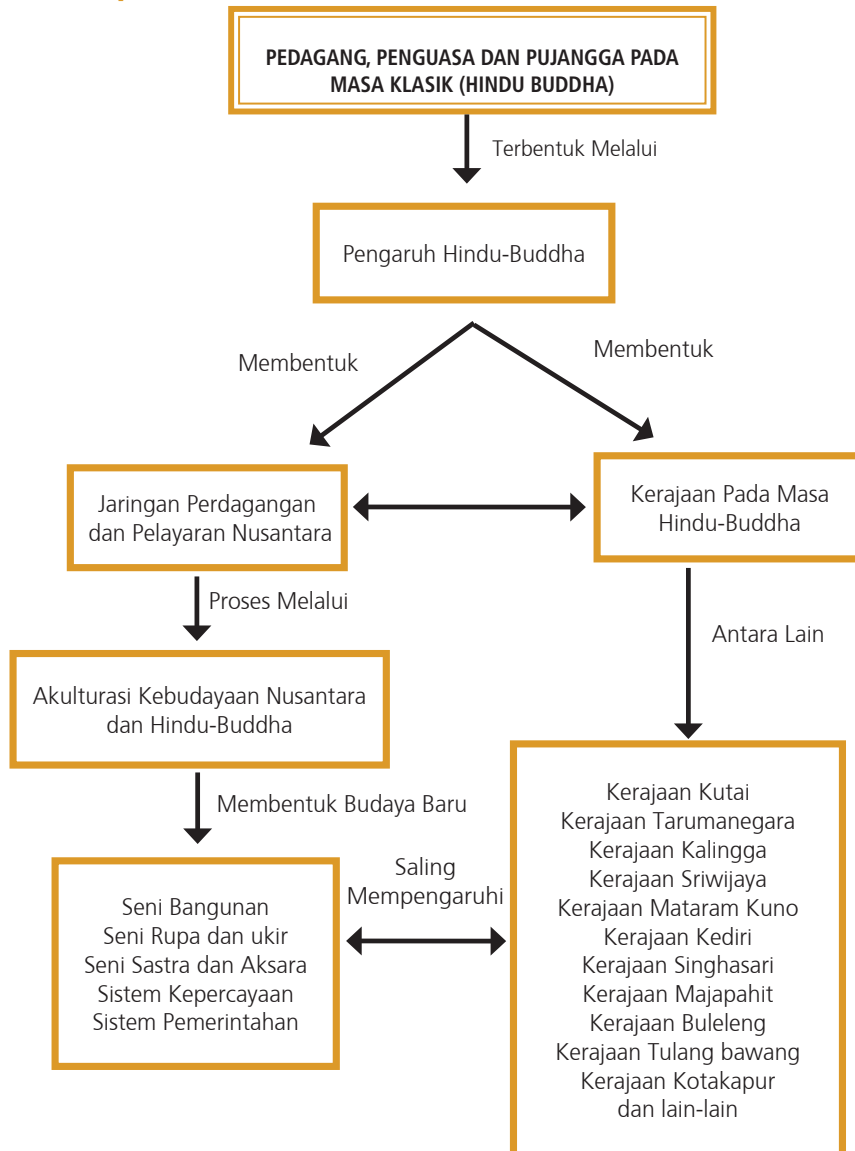 PEDAGANG, PENGUASA DAN PUJANGGA PADA
MASA KLASIK (HINDU BUDDHA)
Terbentuk Melalui
Pengaruh Hindu-Buddha
Membentuk
Membentuk
Jaringan Perdagangan
dan Pelayaran Nusantara
Kerajaan Pada Masa
Hindu-Buddha
Proses Melalui
Antara Lain
Akulturasi Kebudayaan Nusantara
dan Hindu-Buddha
Membentuk Budaya Baru
Seni Bangunan
Seni Rupa dan ukir
Seni Sastra dan Aksara
Sistem Kepercayaan
Sistem Pemerintahan
Saling
Mempengaruhi
Kerajaan Kutai
Kerajaan Tarumanegara
Kerajaan Kalingga
Kerajaan Sriwijaya
Kerajaan Mataram Kuno
Kerajaan Kediri
Kerajaan Singhasari
Kerajaan Majapahit
Kerajaan Buleleng
Kerajaan Tulang bawang
Kerajaan Kotakapur
dan lain-lain